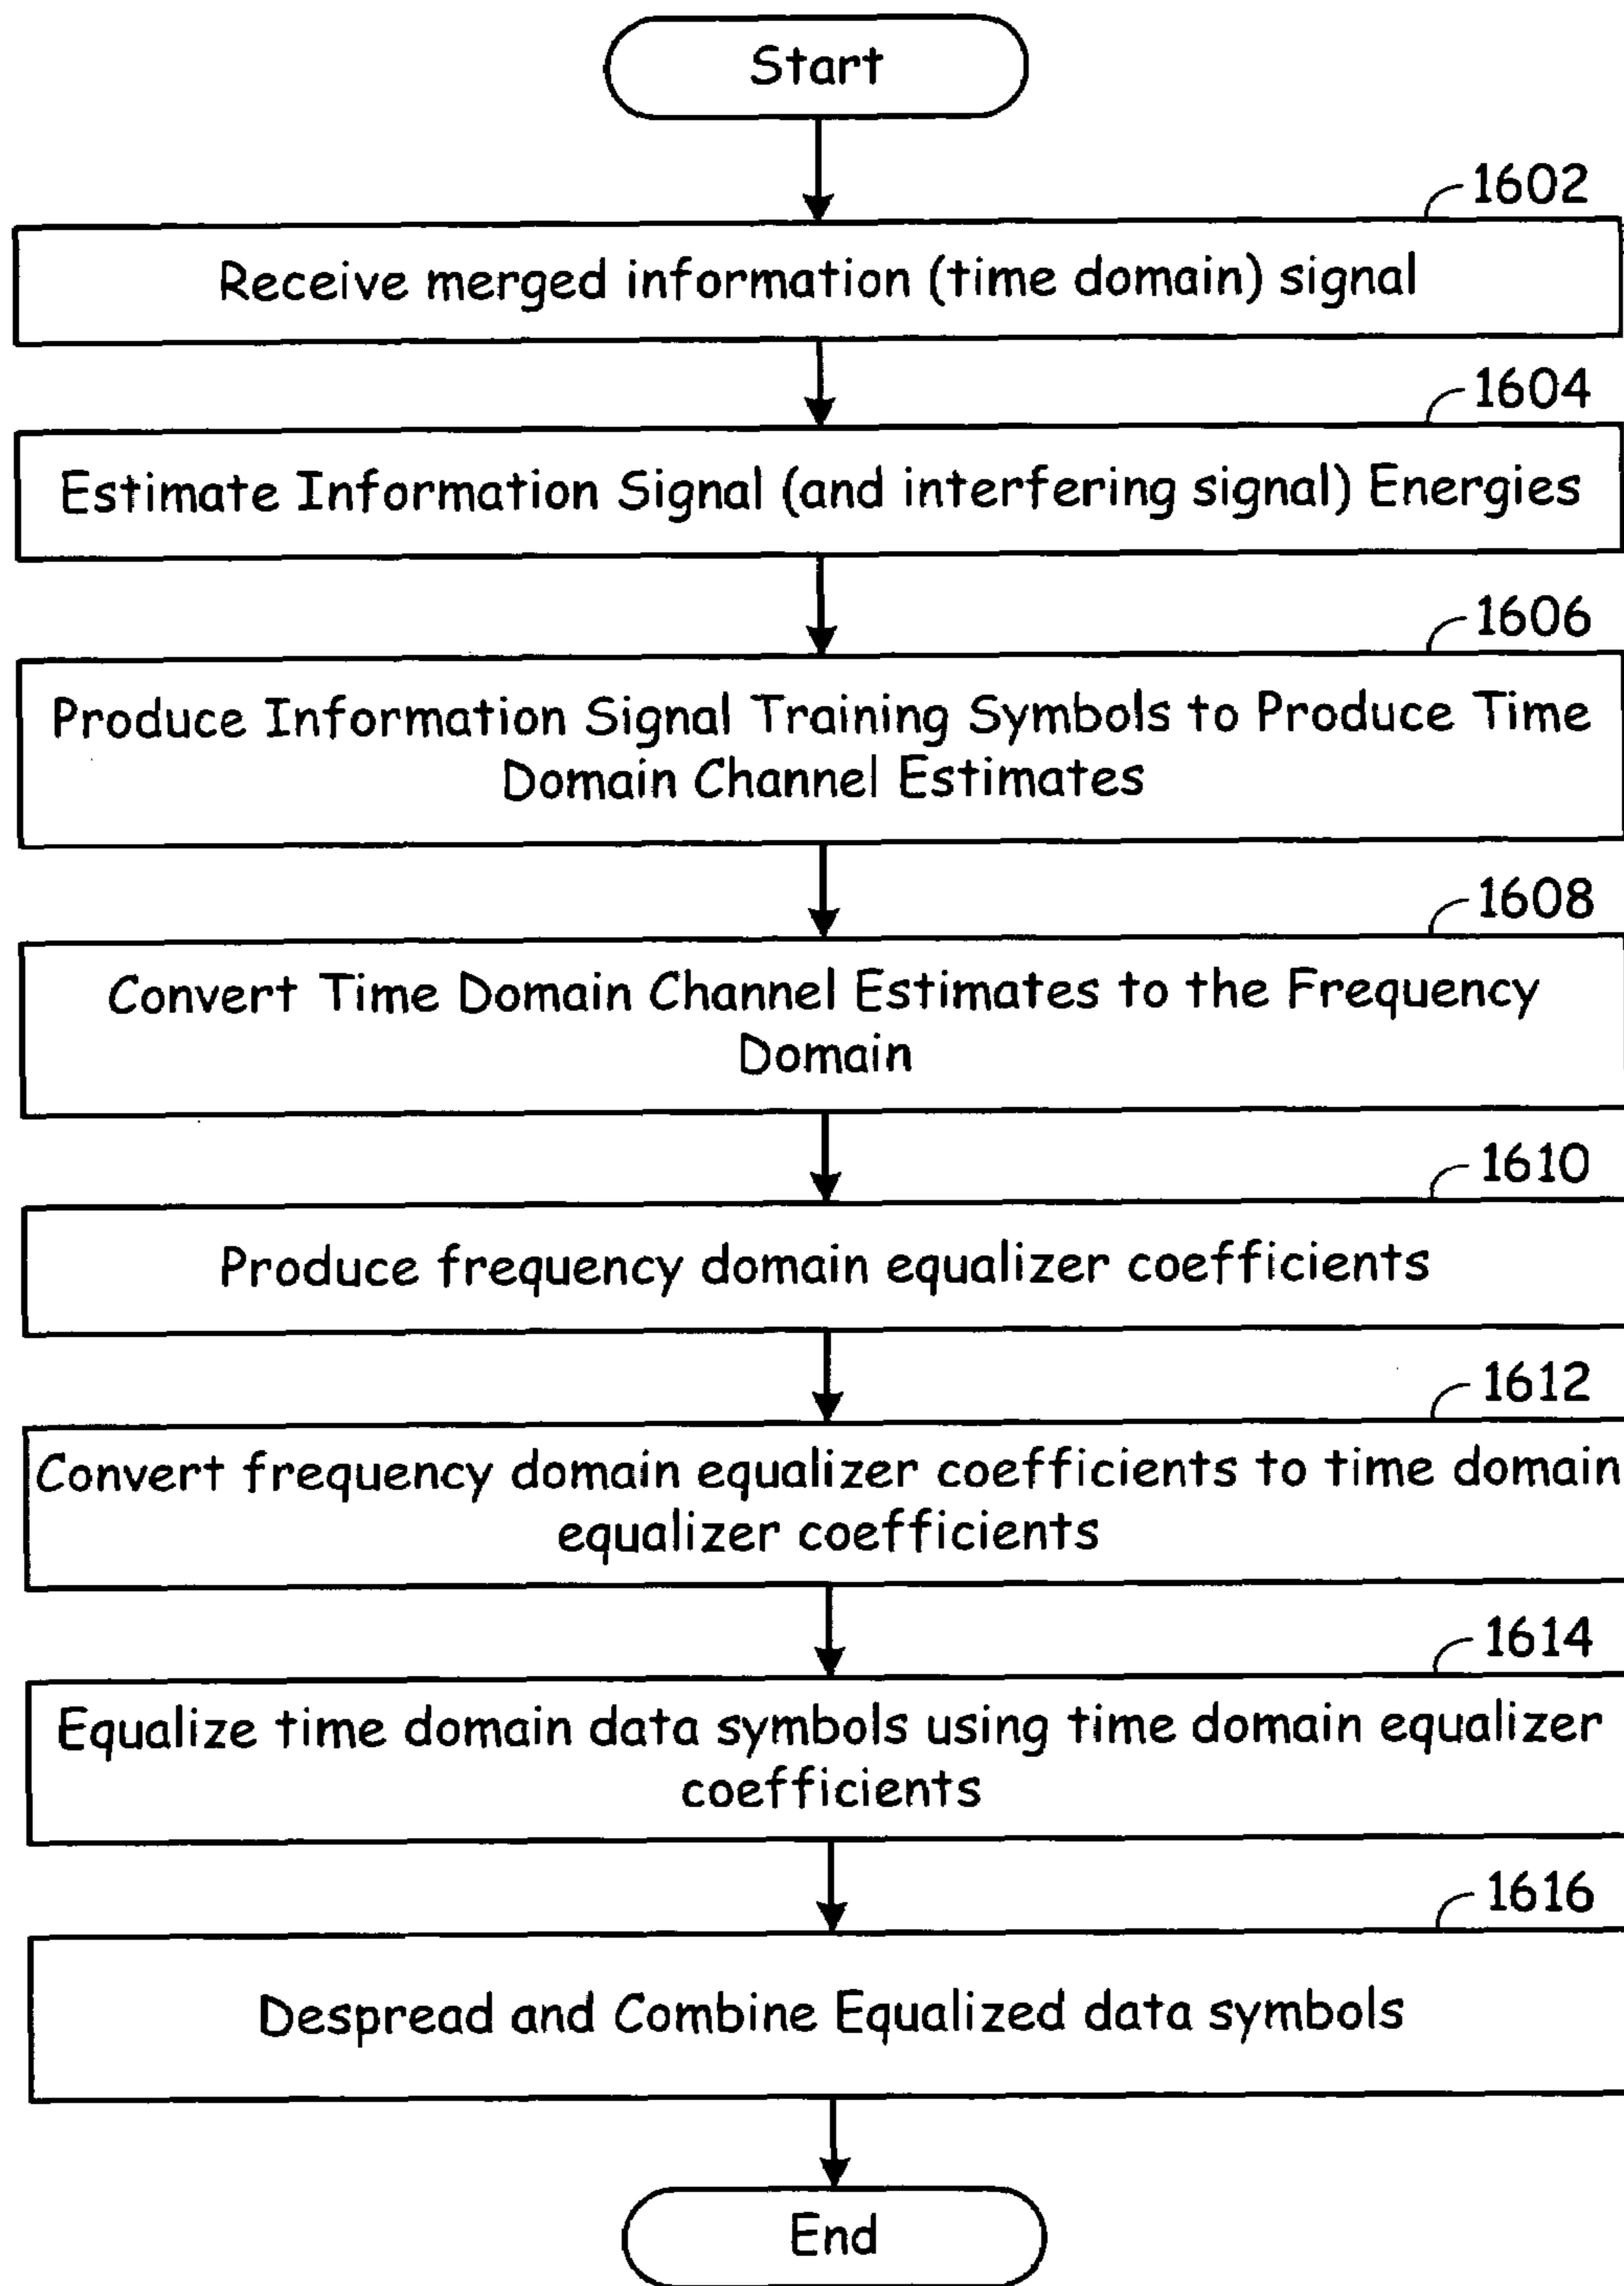 Start
1602
Receive merged information (time domain) signal
1604
Estimate Information Signal (and interfering signal) Energies
1606
Produce Information Signal Training Symbols to Produce Time
Domain Channel Estimates
1608
Convert Time Domain Channel Estimates to the Frequency
Domain
1610
Produce frequency domain equalizer coefficients
1612
Convert frequency domain equalizer coefficients to time domain
equalizer coefficients
1614
Equalize time domain data symbols using time domain equalizer
coefficients
1616
Despread and Combine Equalized data symbols
End